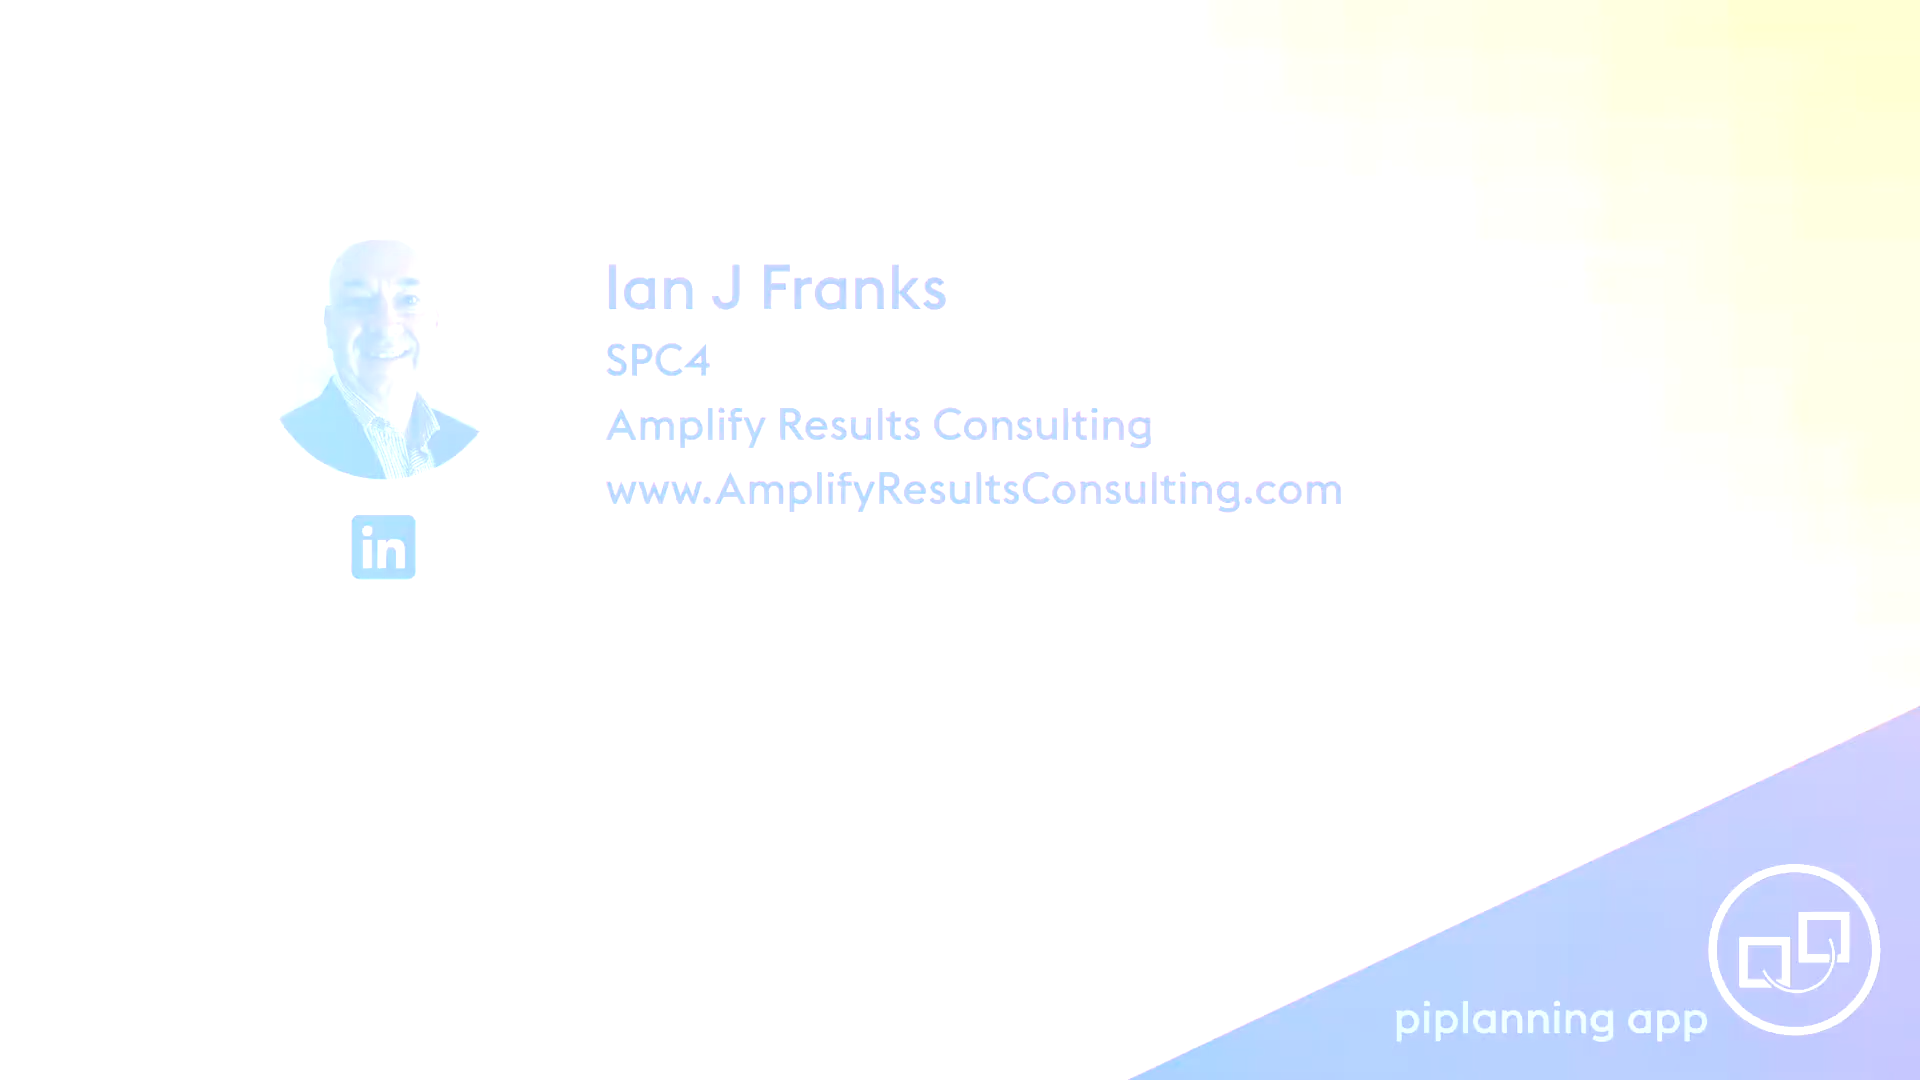 Ian J Franks
SPC4
Amplify Results Consulting
www.AmplifyResultsConsulting.com
in
piplanning app